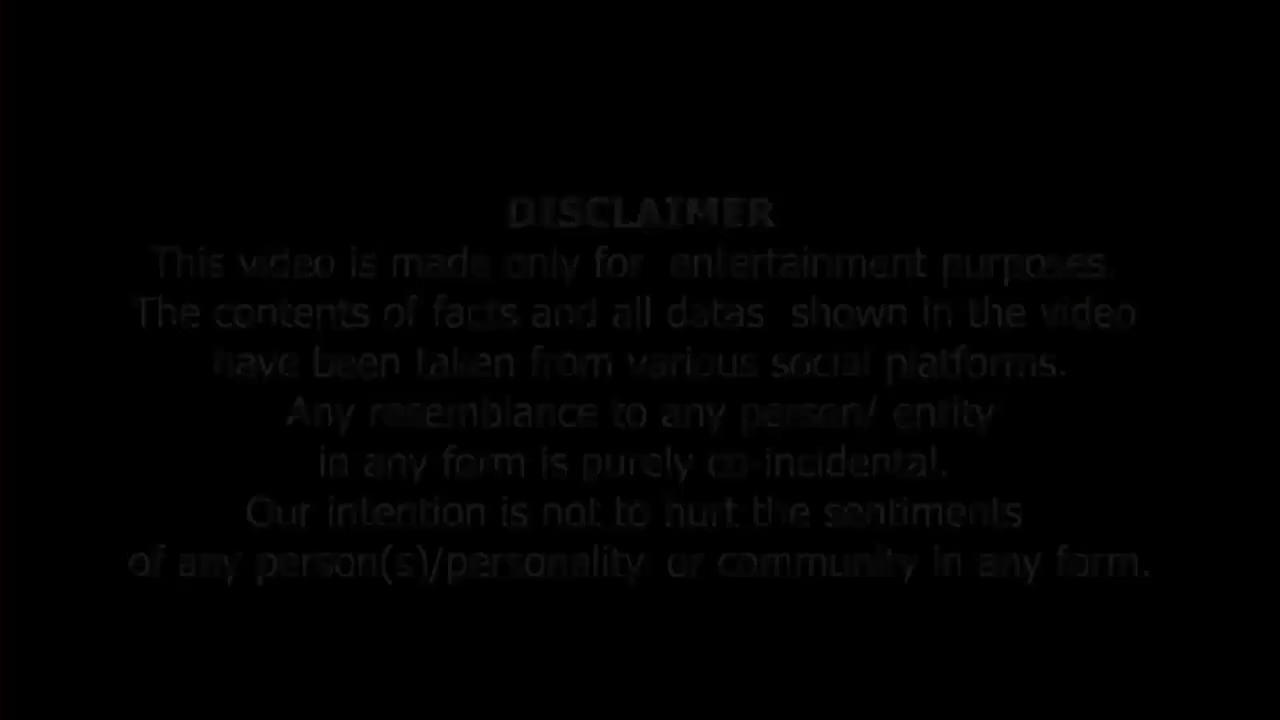 DISCLAIMER
This video is made only for entertainment purposes.
The contents of facts and all datas shown in the video
have been taken from various social platforms.
Any resemblance to any person/ entity
in any form is purely co-incidental.
Our intention is not to hurt the sentiments
of any person(s)/personality or community in any form.